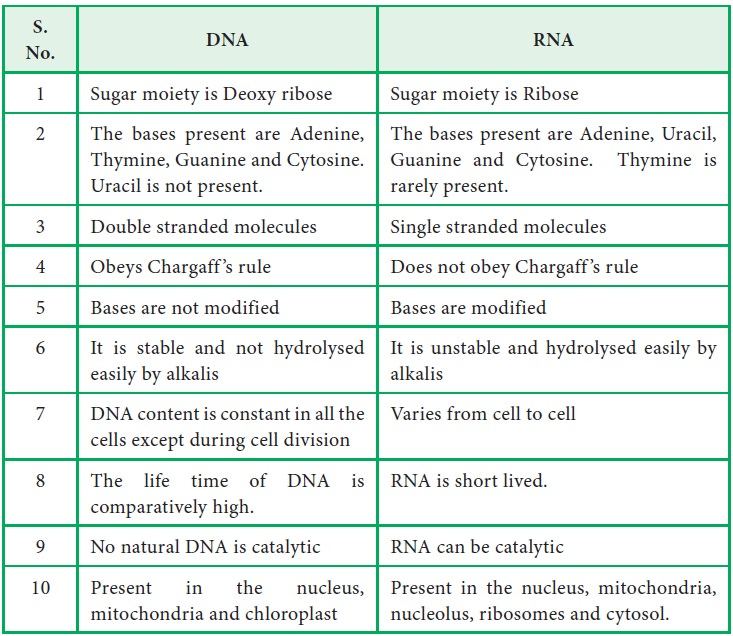 S.
No.
DNA
RNA
1
Sugar moiety is Deoxy ribose
Sugar moiety is Ribose
2
The bases present are Adenine,
Thymine, Guanine and Cytosine.
Uracil is not present.
The bases present are Adenine, Uracil,
Guanine and Cytosine. Thymine is
rarely present.
3
Double stranded molecules
Single stranded molecules
4
Obeys Chargaff’s rule
Does not obey Chargaff’s rule
5
Bases are not modified
Bases are modified
6
It is stable and not hydrolysed
easily by alkalis
It is unstable and hydrolysed easily by
alkalis
7
DNA content is constant in all the
cells except during cell division
Varies from cell to cell
8
The life time of DNA is
comparatively high.
RNA is short lived.
9
No natural DNA is catalytic
RNA can be catalytic
10
Present in the nucleus,
mitochondria and chloroplast
Present in the nucleus, mitochondria,
nucleolus, ribosomes and cytosol.